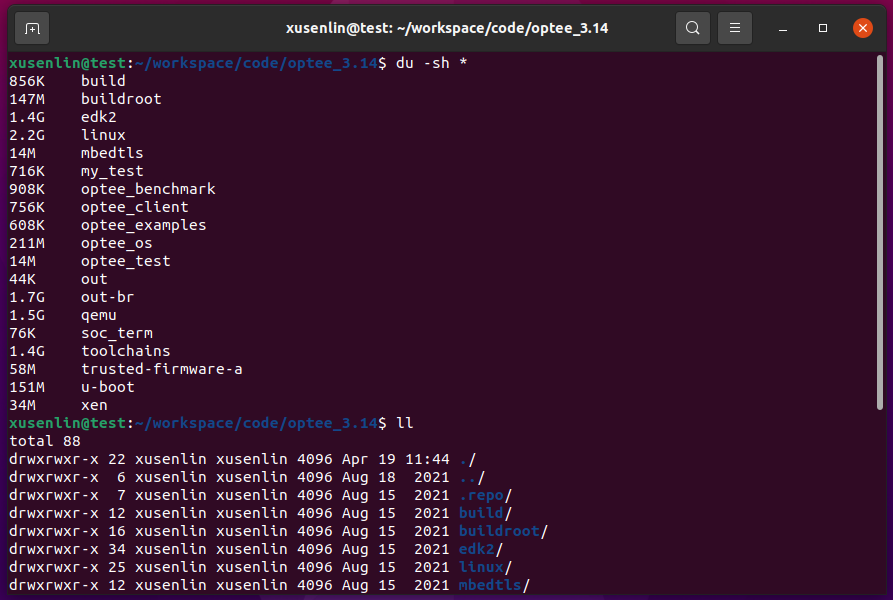 xusenlin@test: ~/workspace/code/optee_3.14
xusenlin@test:~/workspace/code/optee_3.14$ du -sh *
856K    build
147M    buildroot
1.4G    edk2
2.2G    linux
14M     mbedtls
716K    my_test
908K    optee_benchmark
756K    optee_client
608K    optee_examples
211M    optee_os
14M     optee_test
44K     out
1.7G    out-br
1.5G    qemu
76K     soc_term
1.4G    toolchains
58M     trusted-firmware-a
151M    u-boot
34M     xen
xusenlin@test:~/workspace/code/optee_3.14$ ll
total 88
drwxrwxr-x 22 xusenlin xusenlin 4096 Apr 19 11:44 ./
drwxrwxr-x  6 xusenlin xusenlin 4096 Aug 18  2021 ../
drwxrwxr-x  7 xusenlin xusenlin 4096 Aug 15  2021 .repo/
drwxrwxr-x 12 xusenlin xusenlin 4096 Aug 15  2021 build/
drwxrwxr-x 16 xusenlin xusenlin 4096 Aug 15  2021 buildroot/
drwxrwxr-x 34 xusenlin xusenlin 4096 Aug 15  2021 edk2/
drwxrwxr-x 25 xusenlin xusenlin 4096 Aug 15  2021 linux/
drwxrwxr-x 12 xusenlin xusenlin 4096 Aug 15  2021 mbedtls/